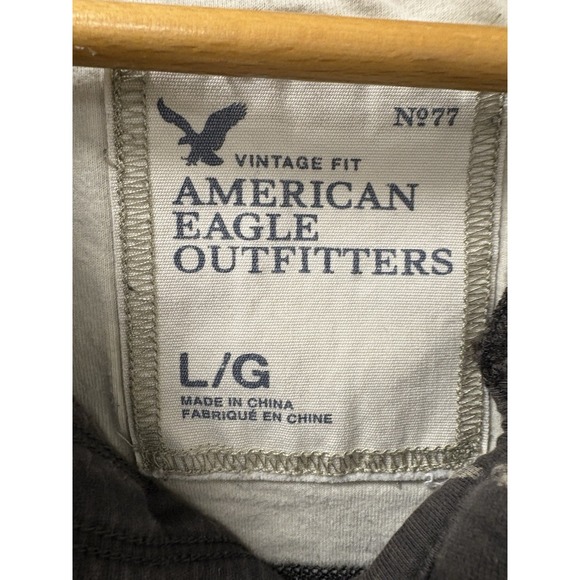 Nº77
VINTAGE FIT
AMERICAN
EAGLE
OUTFITTERS
L/G
MADE IN CHINA
FABRIQUÉ EN CHINE